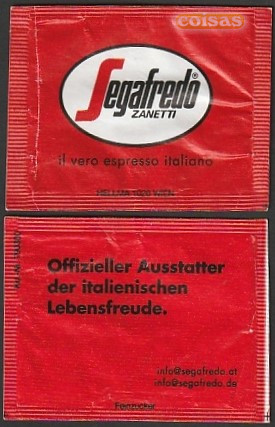 coisas
Segafredo®
ZANETTI
il vero espresso italiano
Offizieller Ausstatter
der italienischen
Lebensfreude.
info@segafredo.at
info@segafredo.de